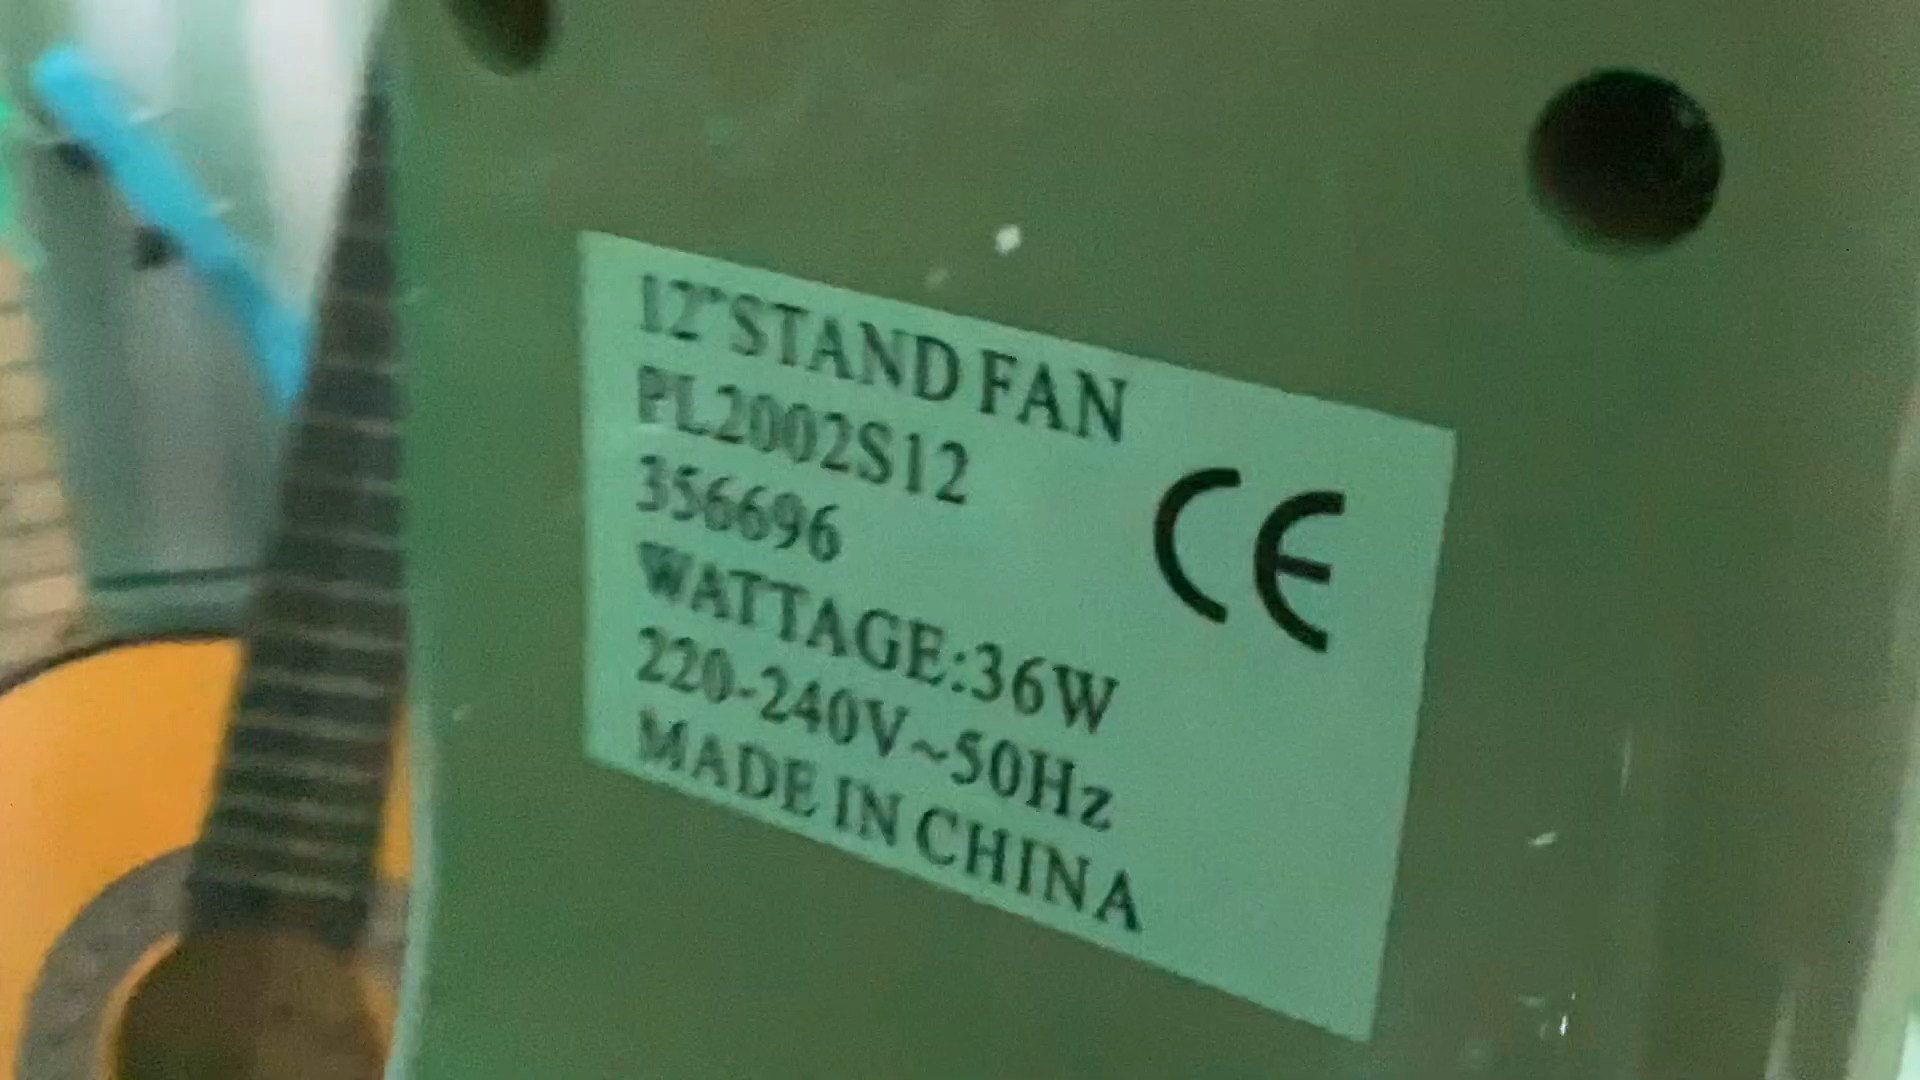 12"STAND FAN
PL2002S12
356696
CE
WATTAGE:36W
220-240V~50Hz
MADE IN CHINA